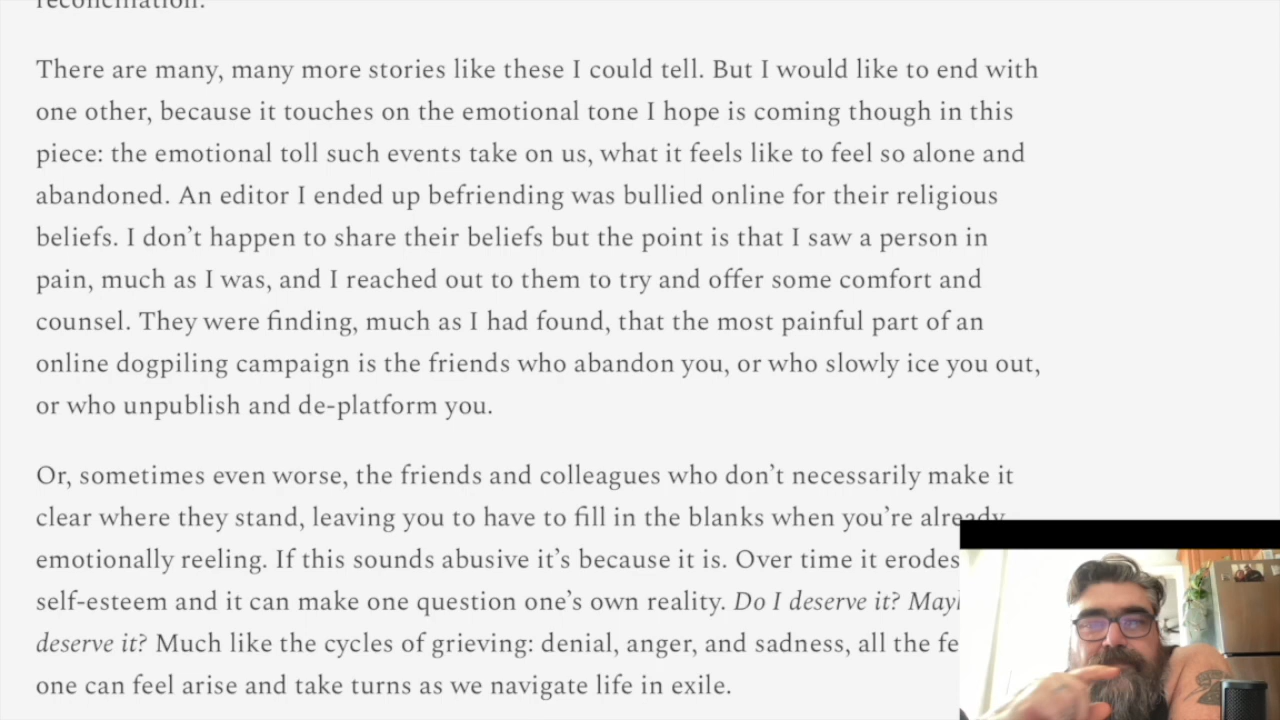 reconciliation.
There are many, many more stories like these I could tell. But I would like to end with
one other, because it touches on the emotional tone I hope is coming though in this
piece: the emotional toll such events take on us, what it feels like to feel so alone and
abandoned. An editor I ended up befriending was bullied online for their religious
beliefs. I don’t happen to share their beliefs but the point is that I saw a person in
pain, much as I was, and I reached out to them to try and offer some comfort and
counsel. They were finding, much as I had found, that the most painful part of an
online dogpiling campaign is the friends who abandon you, or who slowly ice you out,
or who unpublish and de-platform you.
Or, sometimes even worse, the friends and colleagues who don’t necessarily make it
clear where they stand, leaving you to have to fill in the blanks when you’re already
emotionally reeling. If this sounds abusive it’s because it is. Over time it erodes
self-esteem and it can make one question one’s own reality. Do I deserve it?
deserve it? Much like the cycles of grieving: denial, anger, and sadness, all the
one can feel arise and take turns as we navigate life in exile.